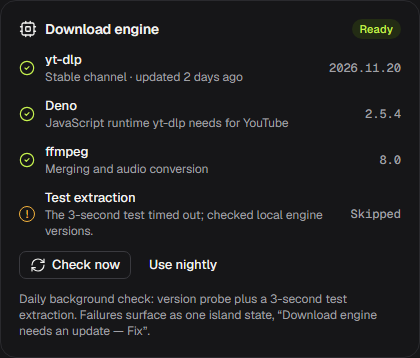 Download engine
Ready
yt-dlp
Stable channel · updated 2 days ago
2026.11.20
Deno
JavaScript runtime yt-dlp needs for YouTube
2.5.4
ffmpeg
Merging and audio conversion
8.0
Test extraction
The 3-second test timed out; checked local engine
versions.
Skipped
Check now
Use nightly
Daily background check: version probe plus a 3-second test
extraction. Failures surface as one island state, “Download engine
needs an update — Fix”.